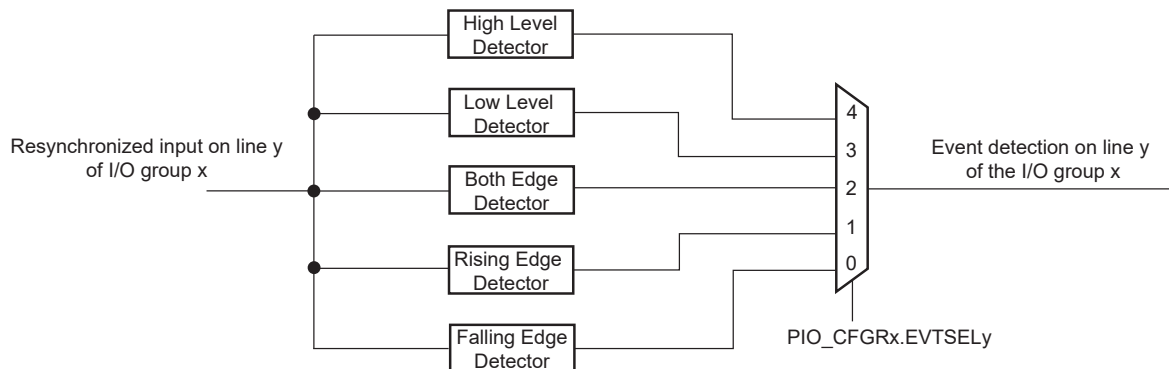 High Level
Detector
Low Level
Detector
Both Edge
Detector
Rising Edge
Detector
Falling Edge
Detector
Resynchronized input on line y
of I/O group x
4
3
2
1
0
Event detection on line y
of the I/O group x
PIO_CFGRx.EVTSELy